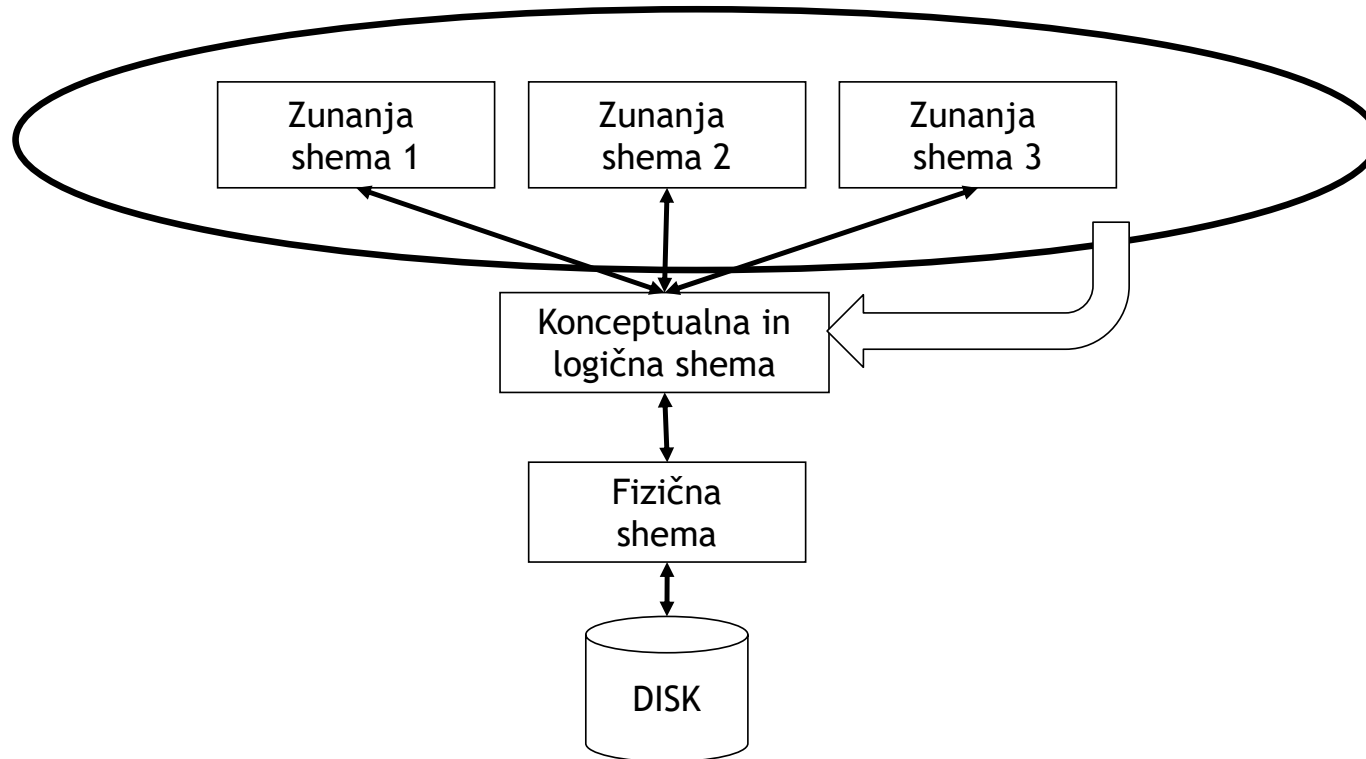 Zunanja
shema 1
Zunanja
shema 2
Zunanja
shema 3
Konceptualna in
logična shema
Fizična
shema
DISK